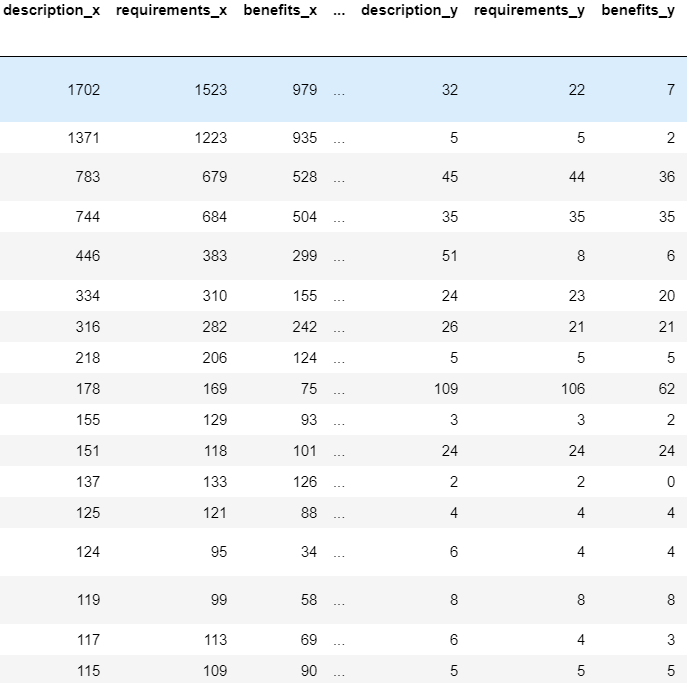 description_x requirements_x benefits_x ... description_y requirements_y benefits_y
1702 1523 979 ... 32 22 7
1371 1223 935 ... 5 5 2
783 679 528 ... 45 44 36
744 684 504 ... 35 35 35
446 383 299 ... 51 8 6
334 310 155 ... 24 23 20
316 282 242 ... 26 21 21
218 206 124 ... 5 5 5
178 169 75 ... 109 106 62
155 129 93 ... 3 3 2
151 118 101 ... 24 24 24
137 133 126 ... 2 2 0
125 121 88 ... 4 4 4
124 95 34 ... 6 4 4
119 99 58 ... 8 8 8
117 113 69 ... 6 4 3
115 109 90 ... 5 5 5